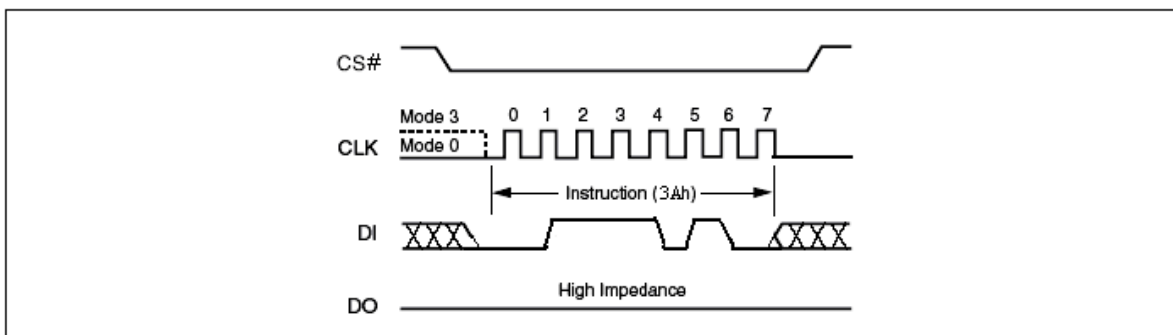 CS#
Mode 3 0 1 2 3 4 5 6 7
CLK Mode 0
Instruction (3Ah)
DI
High Impedance
DO